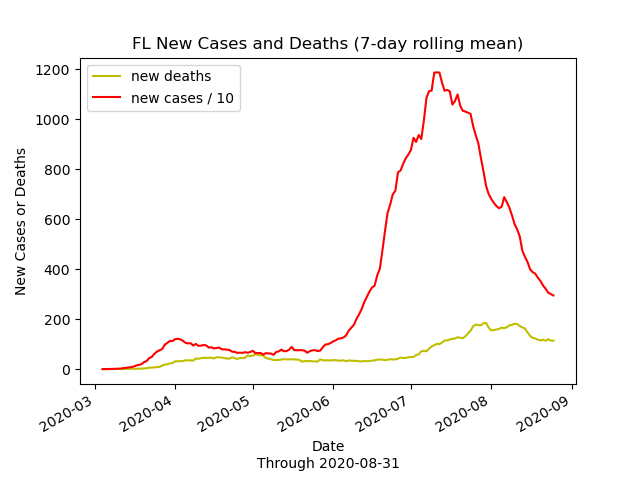 FL New Cases and Deaths (7-day rolling mean)
new deaths
new cases / 10
1200
1000
800
600
400
200
0
New Cases or Deaths
2020-03
2020-04
2020-05
2020-06
2020-07
2020-08
2020-09
Date
Through 2020-08-31